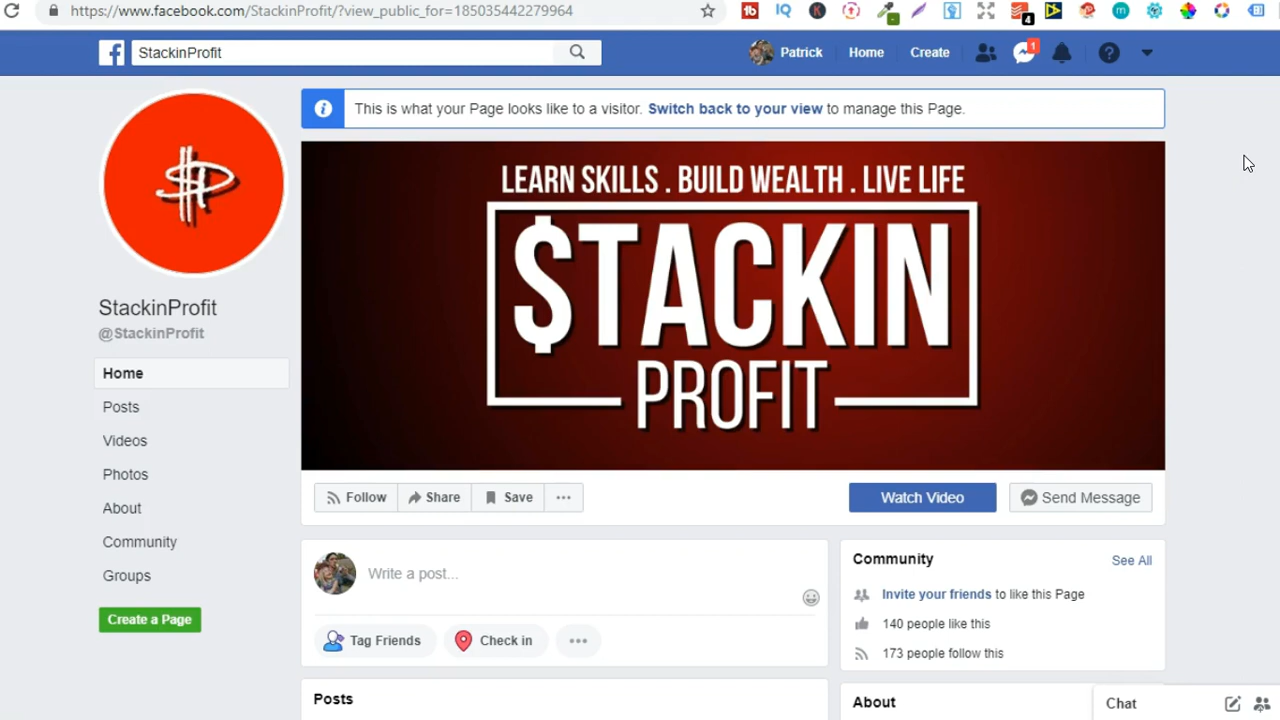 https://www.facebook.com/StackinProfit/?view_public_for=185035442279964
4
StackinProfit
Patrick
Home
Create
1
This is what your Page looks like to a visitor. Switch back to your view to manage this Page.
LEARN SKILLS . BUILD WEALTH . LIVE LIFE
$TACKIN
PROFIT
StackinProfit
@StackinProfit
Home
Posts
Videos
Photos
About
Community
Groups
Create a Page
Follow
Share
Save
Watch Video
Send Message
Write a post...
Tag Friends
Check in
Posts
Community
See All
Invite your friends to like this Page
140 people like this
173 people follow this
About
Chat